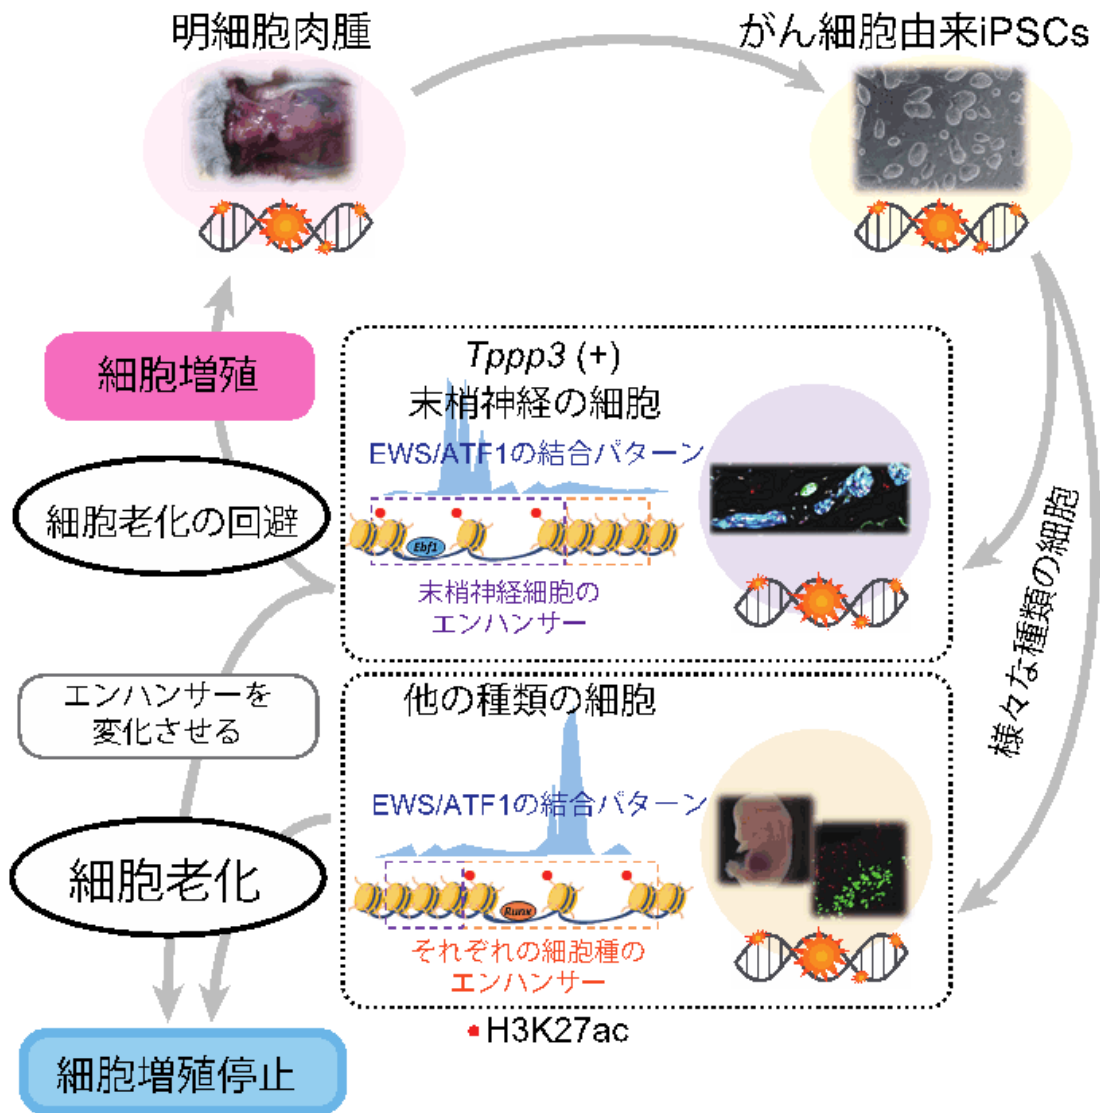 明細胞肉腫
がん細胞由来iPSCs
細胞増殖
細胞老化の回避
エンハンサーを
変化させる
細胞老化
細胞増殖停止
Tppp3 (+)
末梢神経の細胞
EWS/ATF1の結合パターン
Ebf1
末梢神経細胞の
エンハンサー
他の種類の細胞
EWS/ATF1の結合パターン
Runx
それぞれの細胞種の
エンハンサー
H3K27ac
様々な種類の細胞